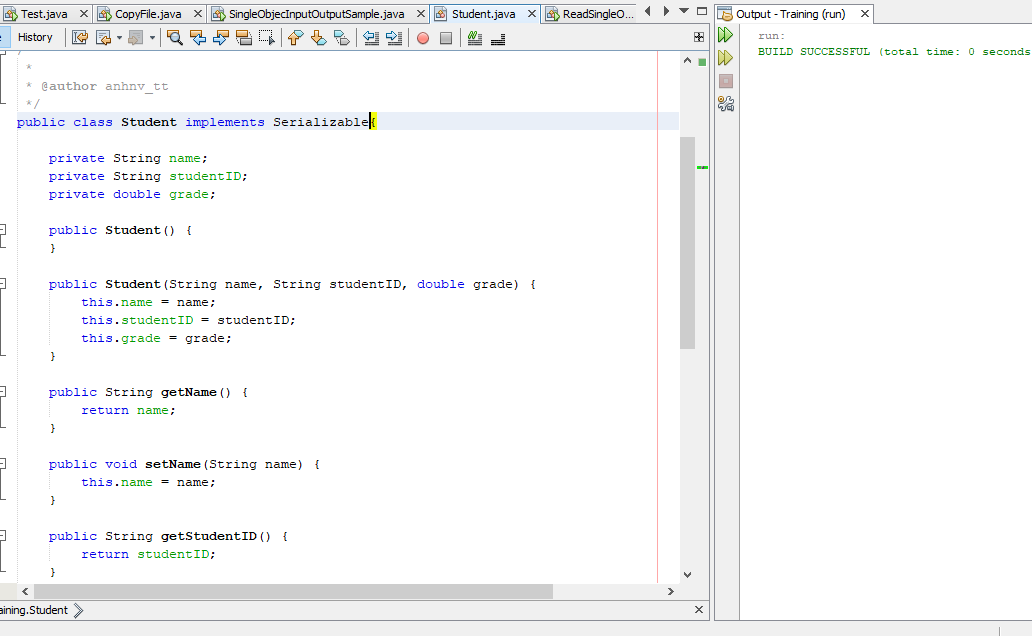 Test.java
CopyFile.java
SingleObjecInputOutputSample.java
Student.java
ReadSingleO...
Output - Training (run)
History
*
* @author anhnv_tt
*/
public class Student implements Serializable{
private String name;
private String studentID;
private double grade;
public Student() {
}
public Student(String name, String studentID, double grade) {
this.name = name;
this.studentID = studentID;
this.grade = grade;
}
public String getName() {
return name;
}
public void setName(String name) {
this.name = name;
}
public String getStudentID() {
return studentID;
}
aining.Student
run:
BUILD SUCCESSFUL (total time: 0 seconds